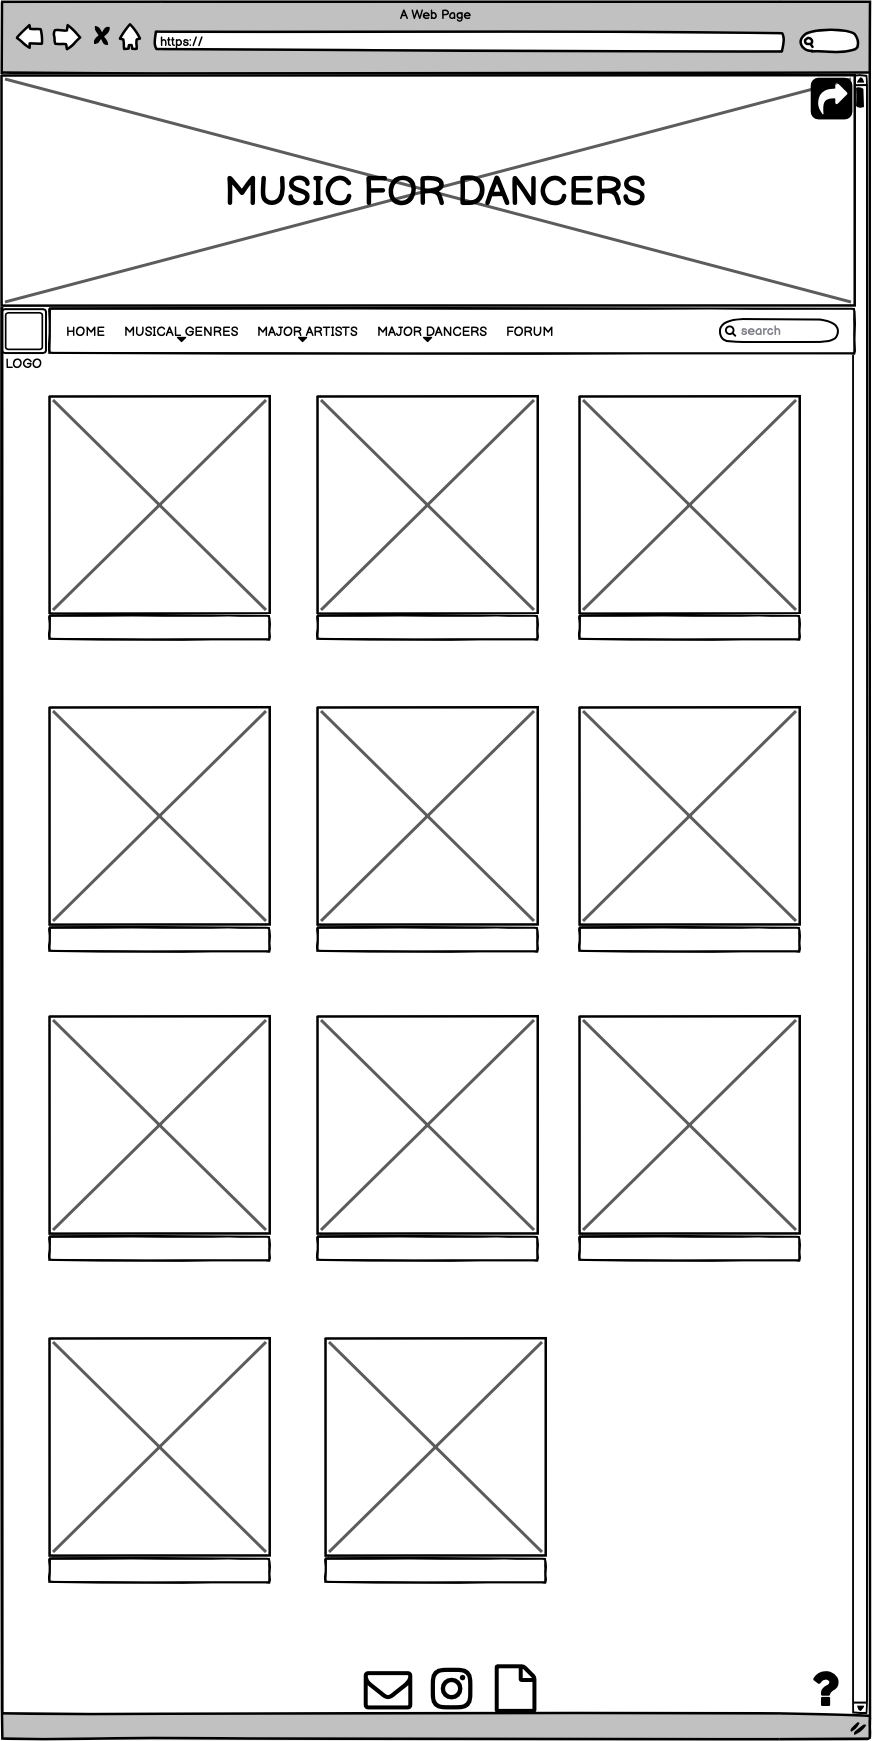 A Web Page
https://
MUSIC FOR DANCERS
HOME MUSICAL GENRES MAJOR ARTISTS MAJOR DANCERS FORUM search
LOGO
?